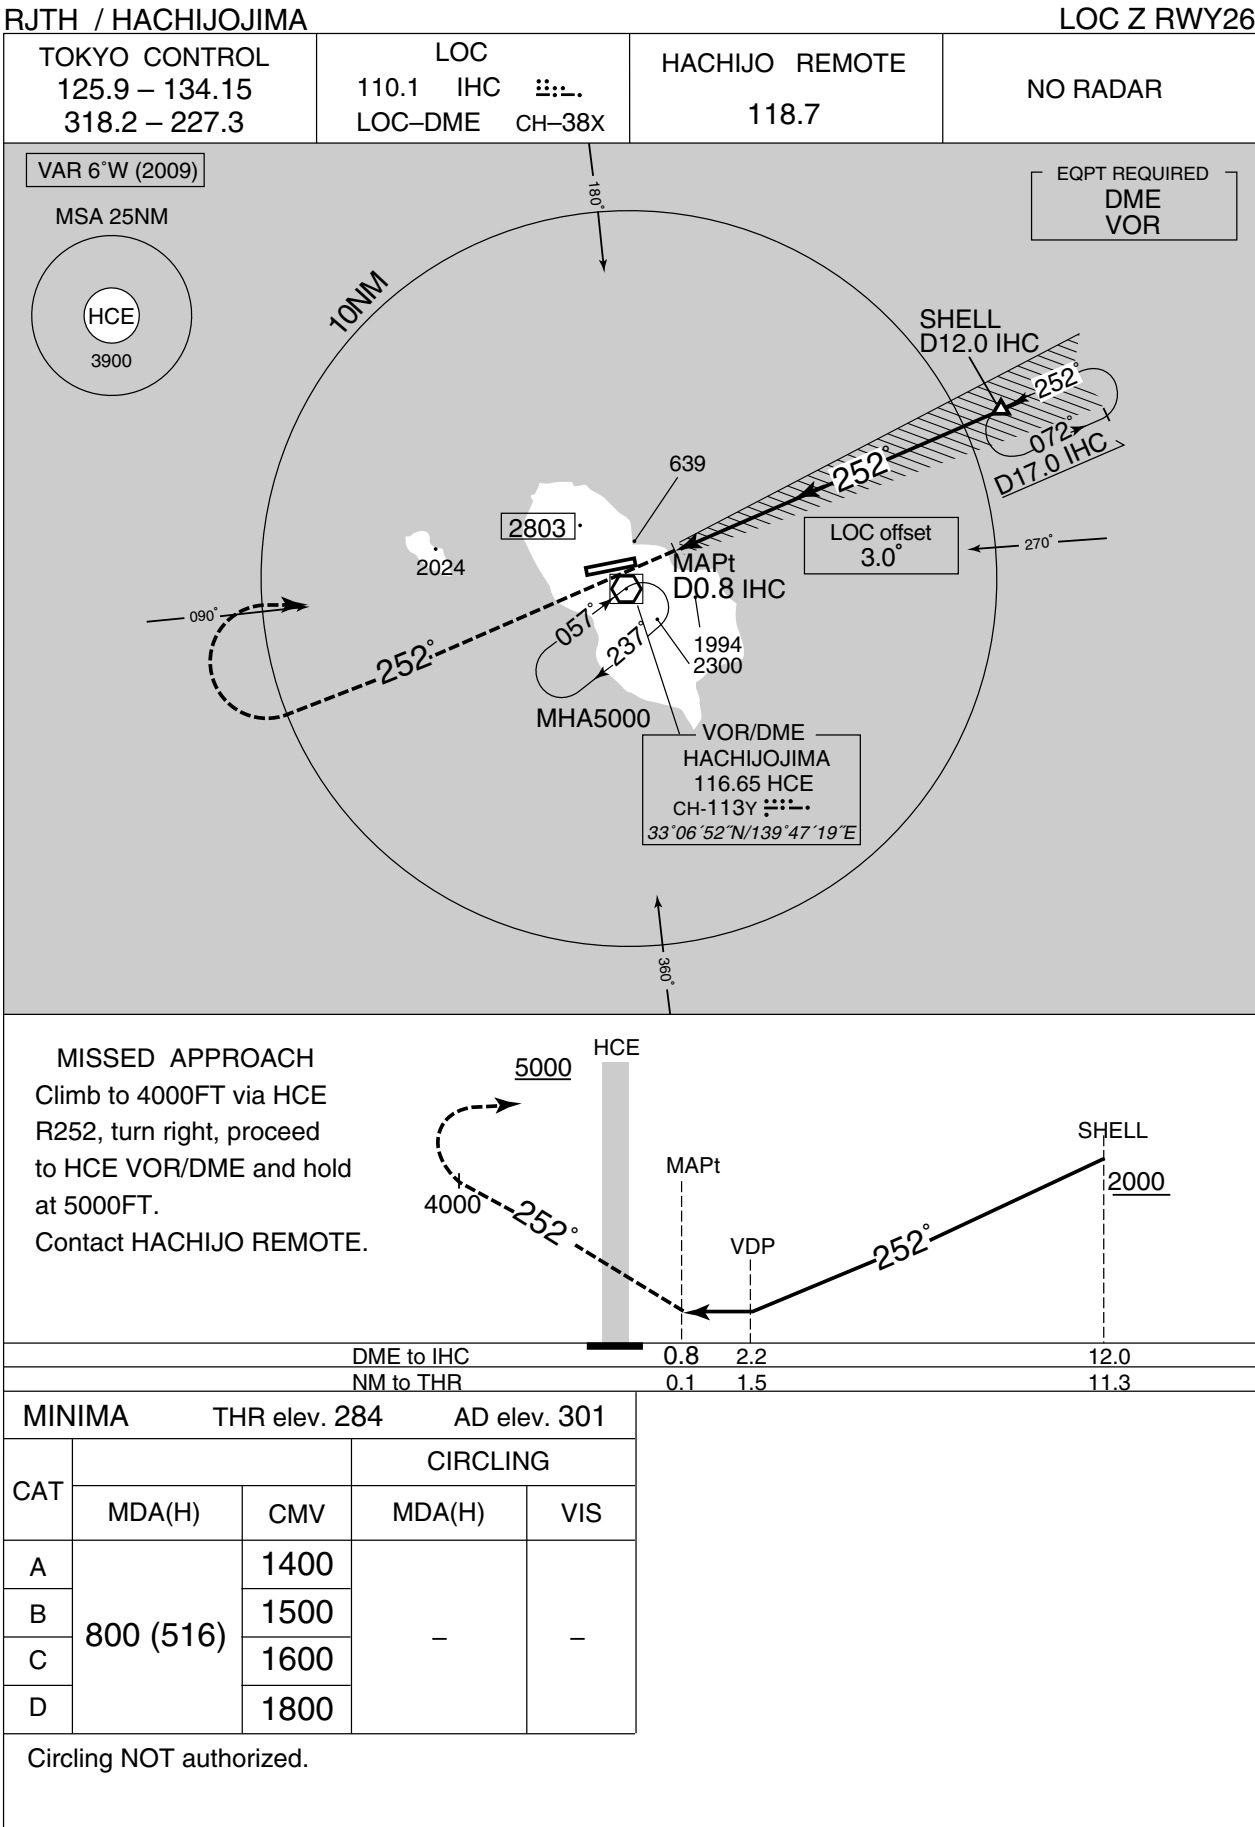 RJTH / HACHIJOJIMA
LOC Z RWY26
TOKYO CONTROL
125.9 – 134.15
318.2 – 227.3
LOC
110.1 IHC
LOC–DME CH–38X
HACHIJO REMOTE
118.7
NO RADAR
VAR 6°W (2009)
MSA 25NM
HCE
3900
EQPT REQUIRED
DME
VOR
180°
10NM
SHELL
D12.0 IHC
252°
072°
D17.0 IHC
252°
639
2803
2024
LOC offset
3.0°
270°
MAPt
D0.8 IHC
090°
057°
237°
1994
2300
252°
MHA5000
VOR/DME
HACHIJOJIMA
116.65 HCE
CH-113Y
33°06´52˝N/139°47´19˝E
360°
MISSED APPROACH
Climb to 4000FT via HCE
R252, turn right, proceed
to HCE VOR/DME and hold
at 5000FT.
Contact HACHIJO REMOTE.
HCE
5000
4000
252°
MAPt
VDP
252°
SHELL
2000
DME to IHC 0.8 2.2 12.0
NM to THR 0.1 1.5 11.3
MINIMA THR elev. 284 AD elev. 301
CAT
CIRCLING
MDA(H) CMV MDA(H) VIS
A 1400
B 1500
800 (516) – –
C 1600
D 1800
Circling NOT authorized.